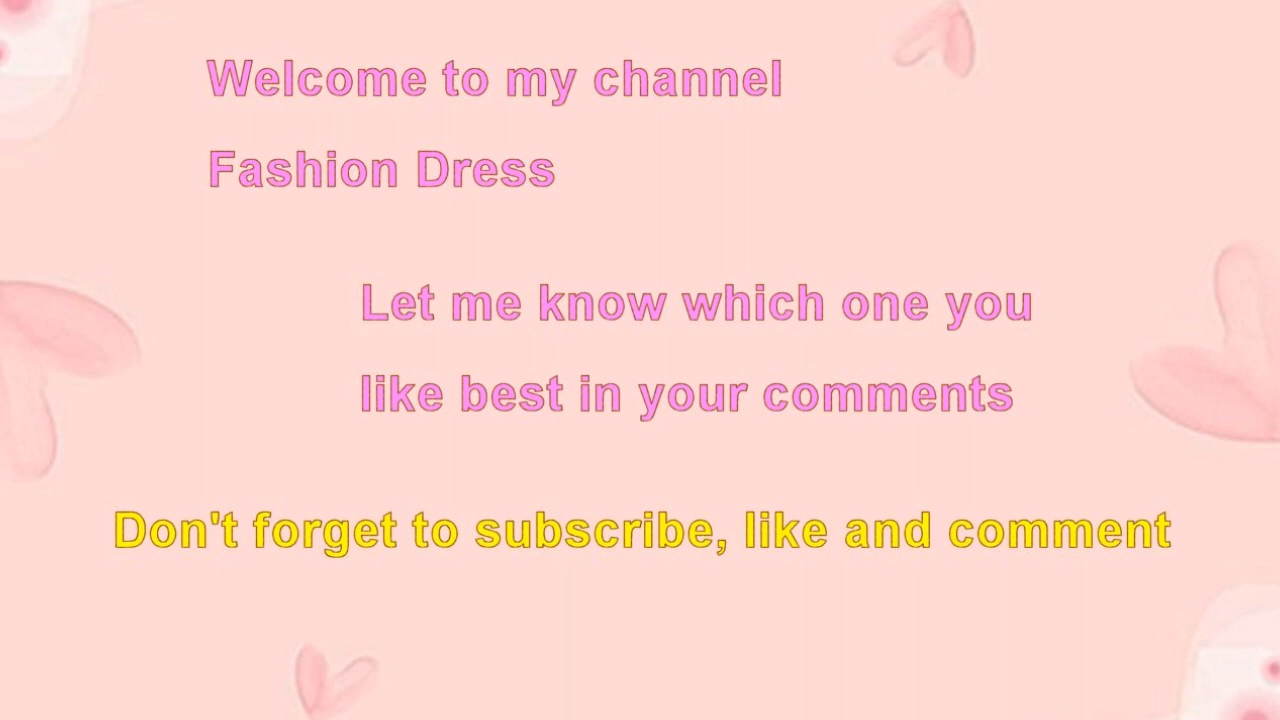 Welcome to my channel
Fashion Dress
Let me know which one you
like best in your comments
Don't forget to subscribe, like and comment